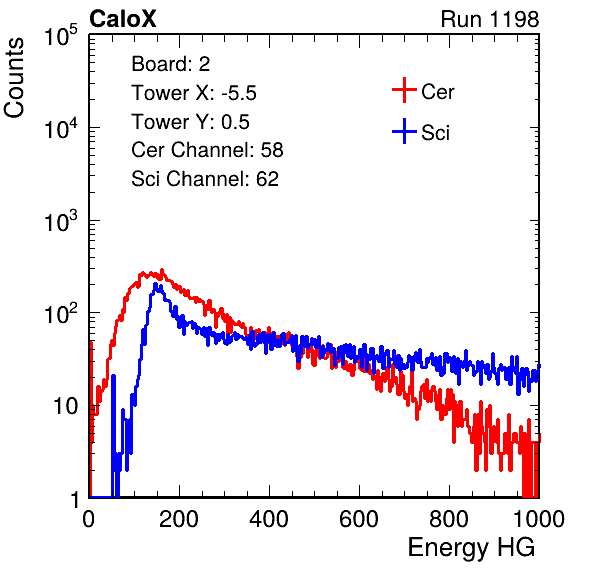 CaloX Run 1198
Counts
10^5
10^4
10^3
10^2
10
1
Board: 2
Tower X: -5.5
Tower Y: 0.5
Cer Channel: 58
Sci Channel: 62
Cer
Sci
0 200 400 600 800 1000
Energy HG